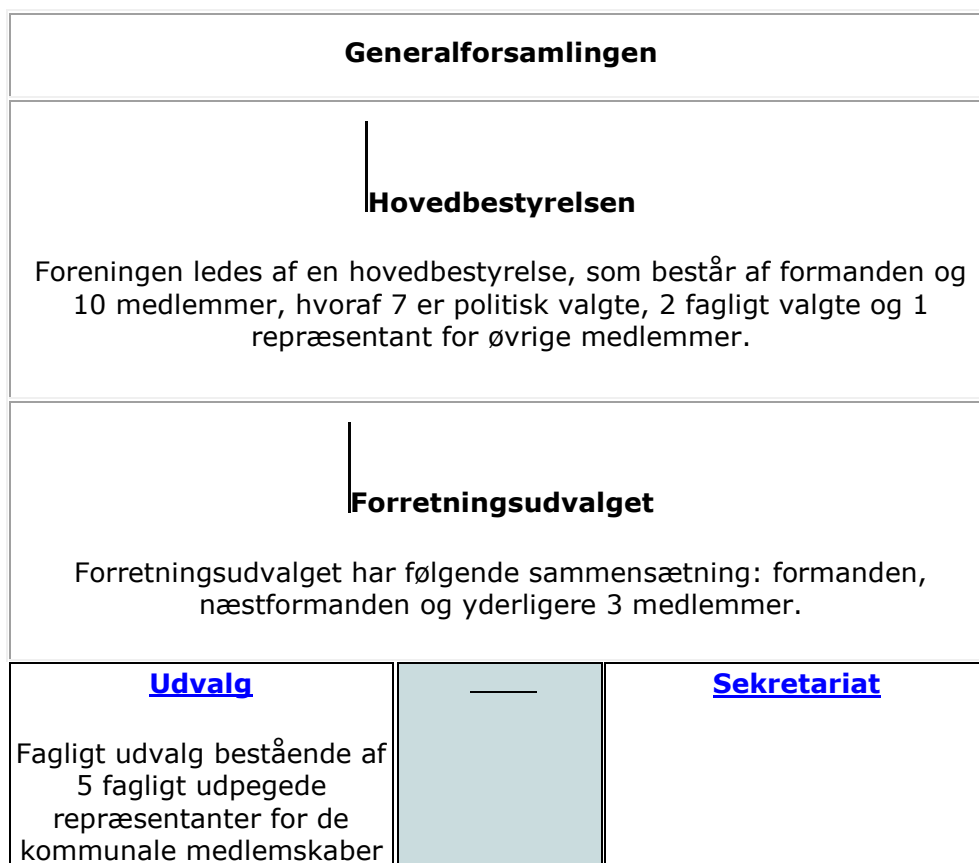 Generalforsamlingen
Hovedbestyrelsen
Foreningen ledes af en hovedbestyrelse, som består af formanden og
10 medlemmer, hvoraf 7 er politisk valgte, 2 fagligt valgte og 1
repræsentant for øvrige medlemmer.
Forretningsudvalget
Forretningsudvalget har følgende sammensætning: formanden,
næstformanden og yderligere 3 medlemmer.
Udvalg
Fagligt udvalg bestående af
5 fagligt udpegede
repræsentanter for de
kommunale medlemskaber
Sekretariat